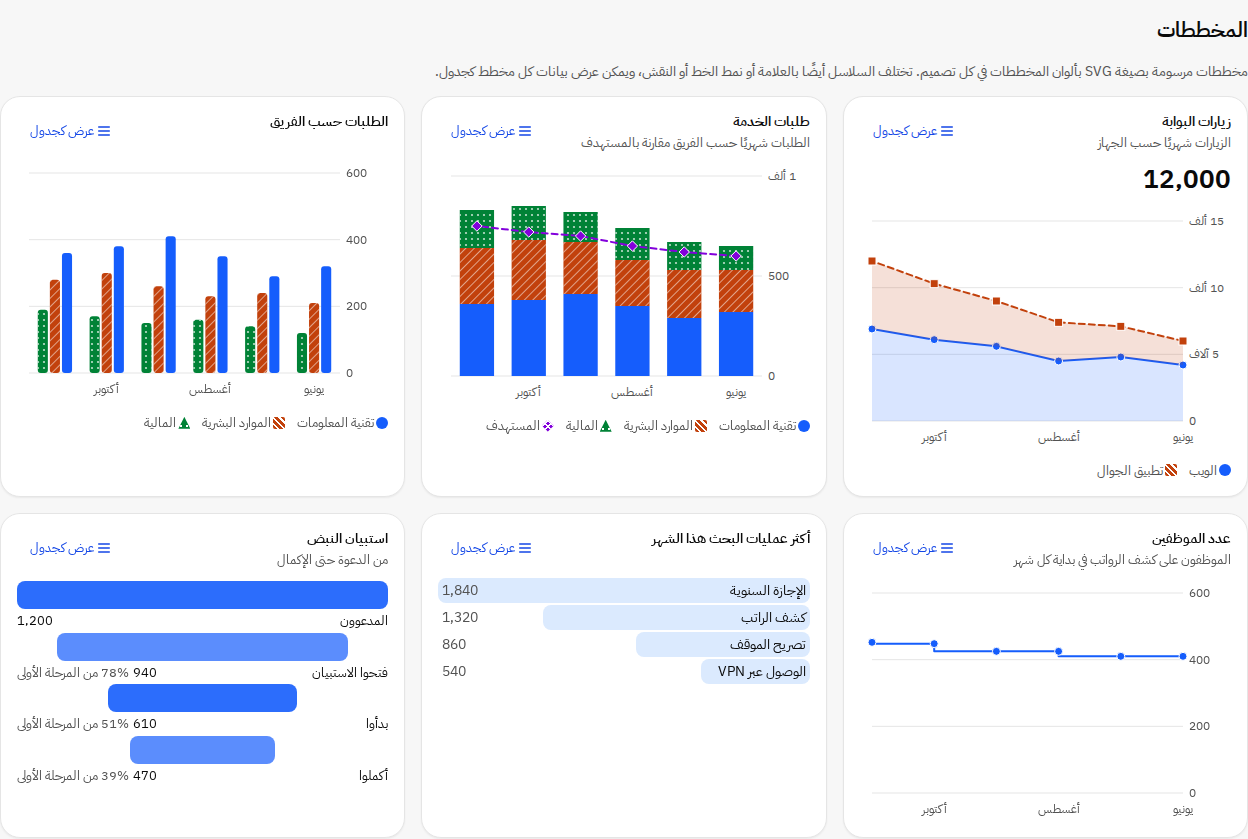 المخططات
مخططات مرسومة بصيغة SVG بألوان المخططات في كل تصميم. تختلف السلاسل أيضًا بالعلامة أو نمط الخط أو النقش، ويمكن عرض بيانات كل مخطط كجدول.
زيارات البوابة
عرض كجدول
الزيارات شهريًا حسب الجهاز
12,000
15 ألف
10 ألف
5 آلاف
0
يونيو أغسطس أكتوبر
الويب تطبيق الجوال
طلبات الخدمة
عرض كجدول
الطلبات شهريًا حسب الفريق مقارنة بالمستهدف
1 ألف
500
0
يونيو أغسطس أكتوبر
تقنية المعلومات الموارد البشرية المالية المستهدف
الطلبات حسب الفريق
عرض كجدول
600
400
200
0
يونيو أغسطس أكتوبر
تقنية المعلومات الموارد البشرية المالية
عدد الموظفين
عرض كجدول
الموظفون على كشف الرواتب في بداية كل شهر
600
400
200
0
يونيو أغسطس أكتوبر
أكثر عمليات البحث هذا الشهر
عرض كجدول
الإجازة السنوية 1,840
كشف الراتب 1,320
تصريح الموقف 860
الوصول عبر VPN 540
استبيان النبض
عرض كجدول
من الدعوة حتى الإكمال
المدعوون 1,200
فتحوا الاستبيان 940 78% من المرحلة الأولى
بدأوا 610 51% من المرحلة الأولى
أكملوا 470 39% من المرحلة الأولى